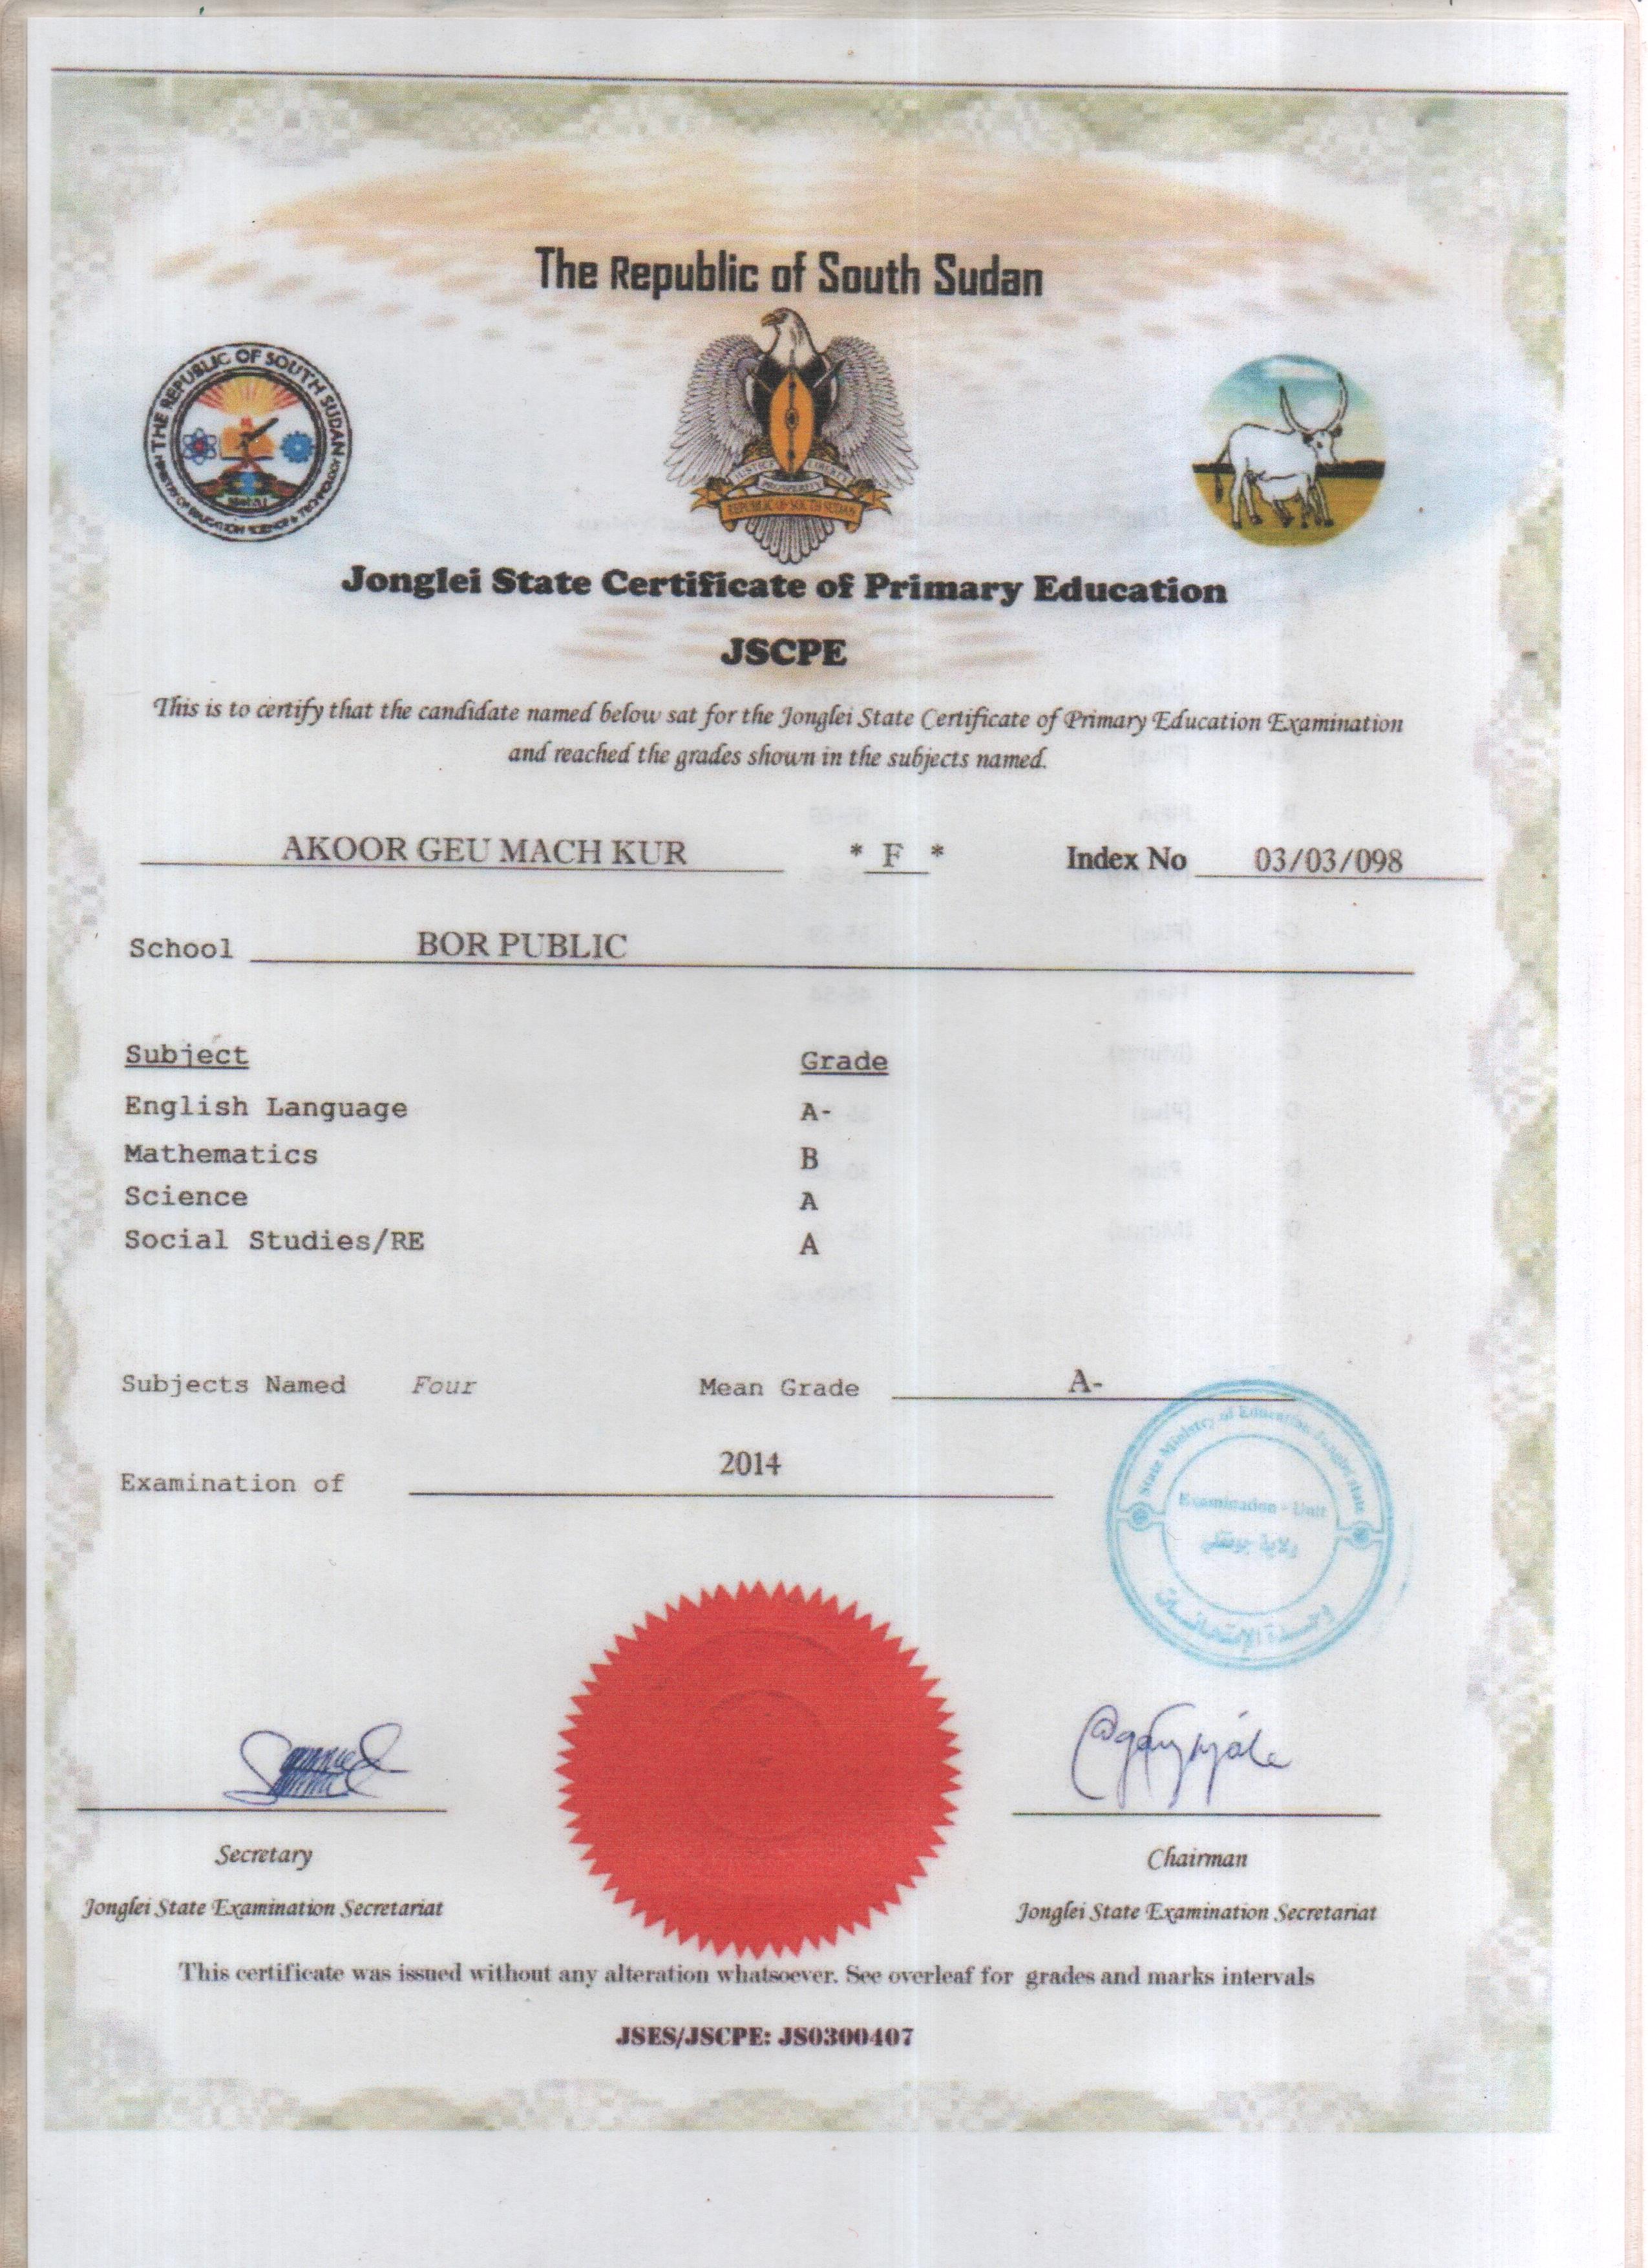 The Republic of South Sudan
THE REPUBLIC OF SOUTH SUDAN
MINISTRY OF EDUCATION SCIENCE & TECHNOLOGY
JUSTICE LIBERTY
PROSPERITY
REPUBLIC OF SOUTH SUDAN
Jonglei State Certificate of Primary Education
JSCPE
This is to certify that the candidate named below sat for the Jonglei State Certificate of Primary Education Examination
and reached the grades shown in the subjects named.
AKOOR GEU MACH KUR * F * Index No 03/03/098
School BOR PUBLIC
Subject Grade
English Language A-
Mathematics B
Science A
Social Studies/RE A
Subjects Named Four Mean Grade A-
Examination of 2014
State Ministry of Education Jonglei state
Examination - Unit
ولاية جونقلي
وحدة الإمتحانات
Secretary Chairman
Jonglei State Examination Secretariat Jonglei State Examination Secretariat
This certificate was issued without any alteration whatsoever. See overleaf for grades and marks intervals
JSES/JSCPE: JS0300407